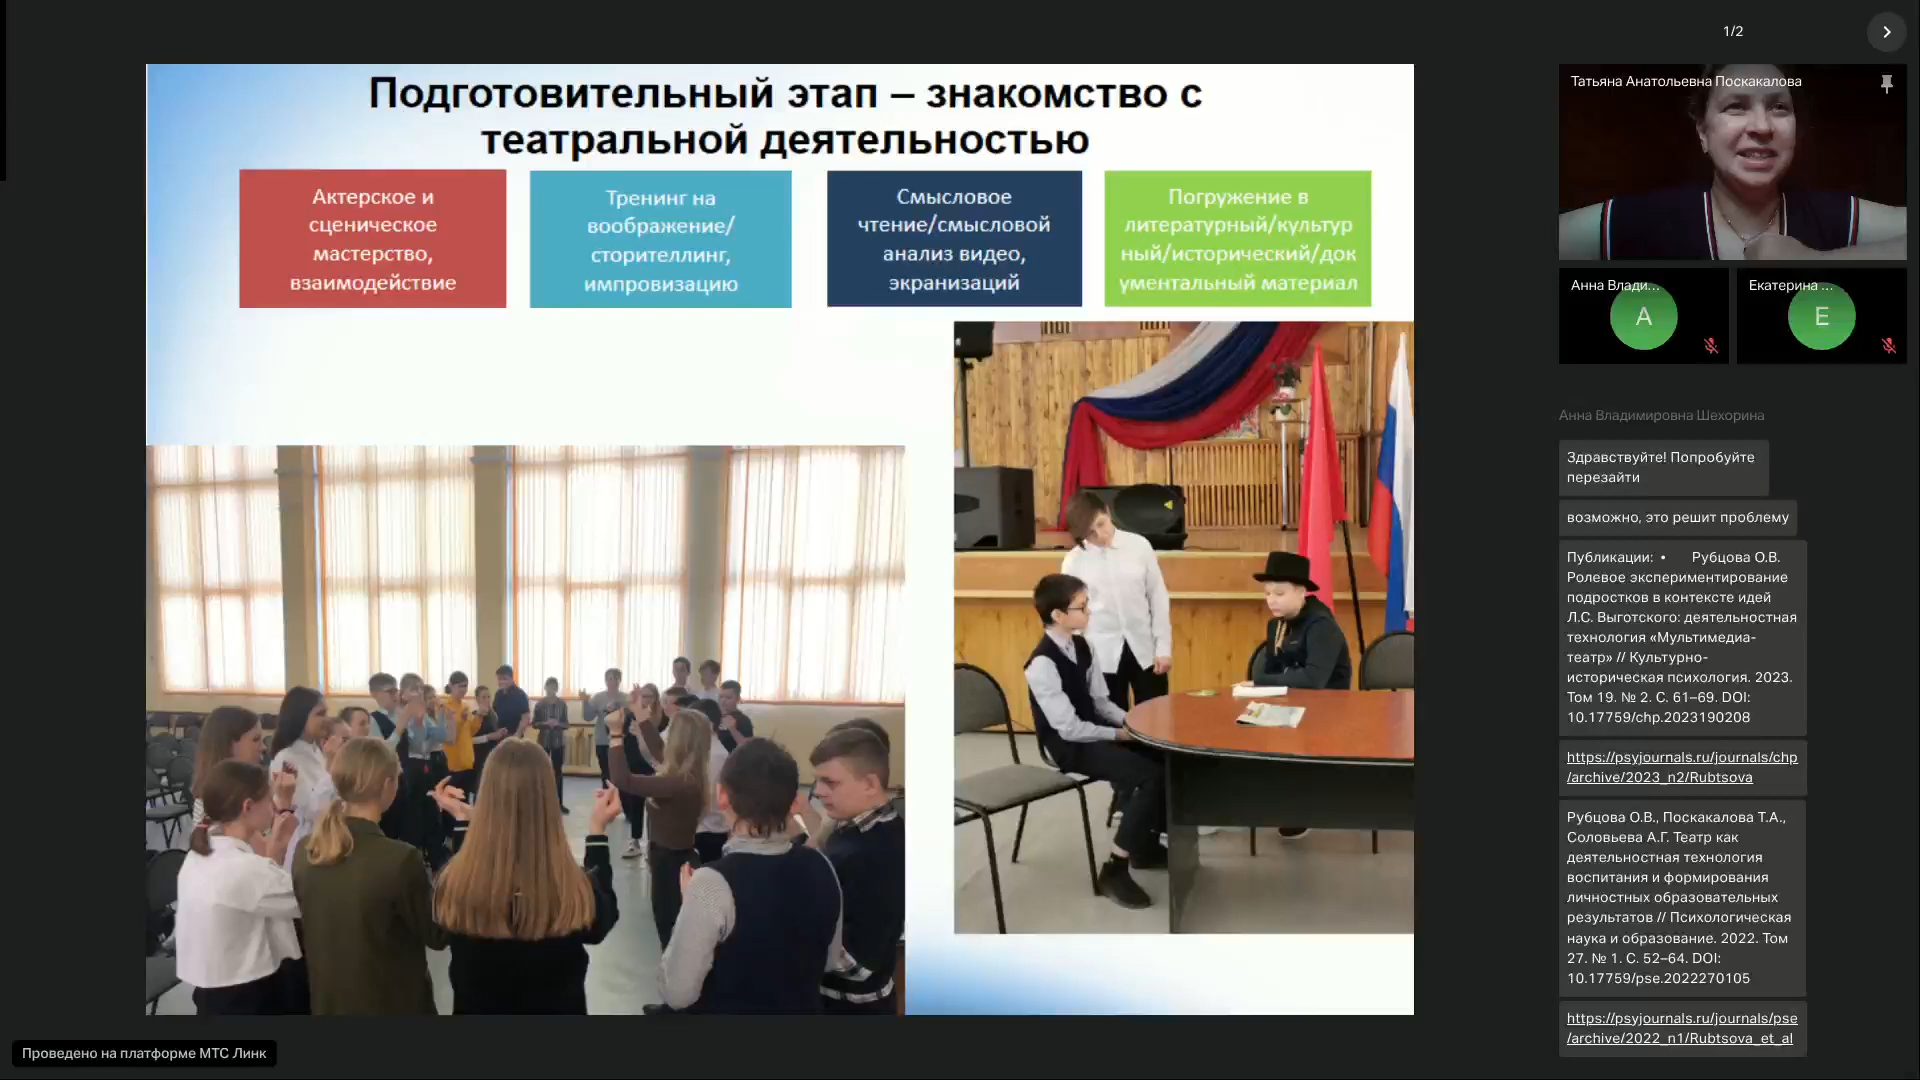 1/2
Подготовительный этап – знакомство с
театральной деятельностью
Актерское и
сценическое
мастерство,
взаимодействие
Тренинг на
воображение/
сторителлинг,
импровизацию
Смысловое
чтение/смысловой
анализ видео,
экранизаций
Погружение в
литературный/культур
ный/исторический/док
ументальный материал
Татьяна Анатольевна Поскакалова
Анна Влади...
A
Екатерина ...
E
Анна Владимировна Шехорина
Здравствуйте! Попробуйте
перезайти
возможно, это решит проблему
Публикации: • Рубцова О.В.
Ролевое экспериментирование
подростков в контексте идей
Л.С. Выготского: деятельностная
технология «Мультимедиа-
театр» // Культурно-
историческая психология. 2023.
Том 19. № 2. С. 61–69. DOI:
10.17759/chp.2023190208
https://psyjournals.ru/journals/chp
/archive/2023_n2/Rubtsova
Рубцова О.В., Поскакалова Т.А.,
Соловьева А.Г. Театр как
деятельностная технология
воспитания и формирования
личностных образовательных
результатов // Психологическая
наука и образование. 2022. Том
27. № 1. С. 52–64. DOI:
10.17759/pse.2022270105
https://psyjournals.ru/journals/pse
/archive/2022_n1/Rubtsova_et_al
Проведено на платформе МТС Линк